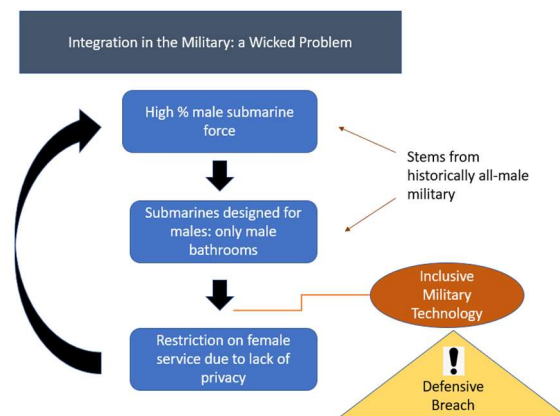 Integration in the Military: a Wicked Problem
High % male submarine
force
Stems from
historically all-male
military
Submarines designed for
males: only male
bathrooms
Inclusive
Military
Technology
Restriction on female
service due to lack of
privacy
!
Defensive
Breach